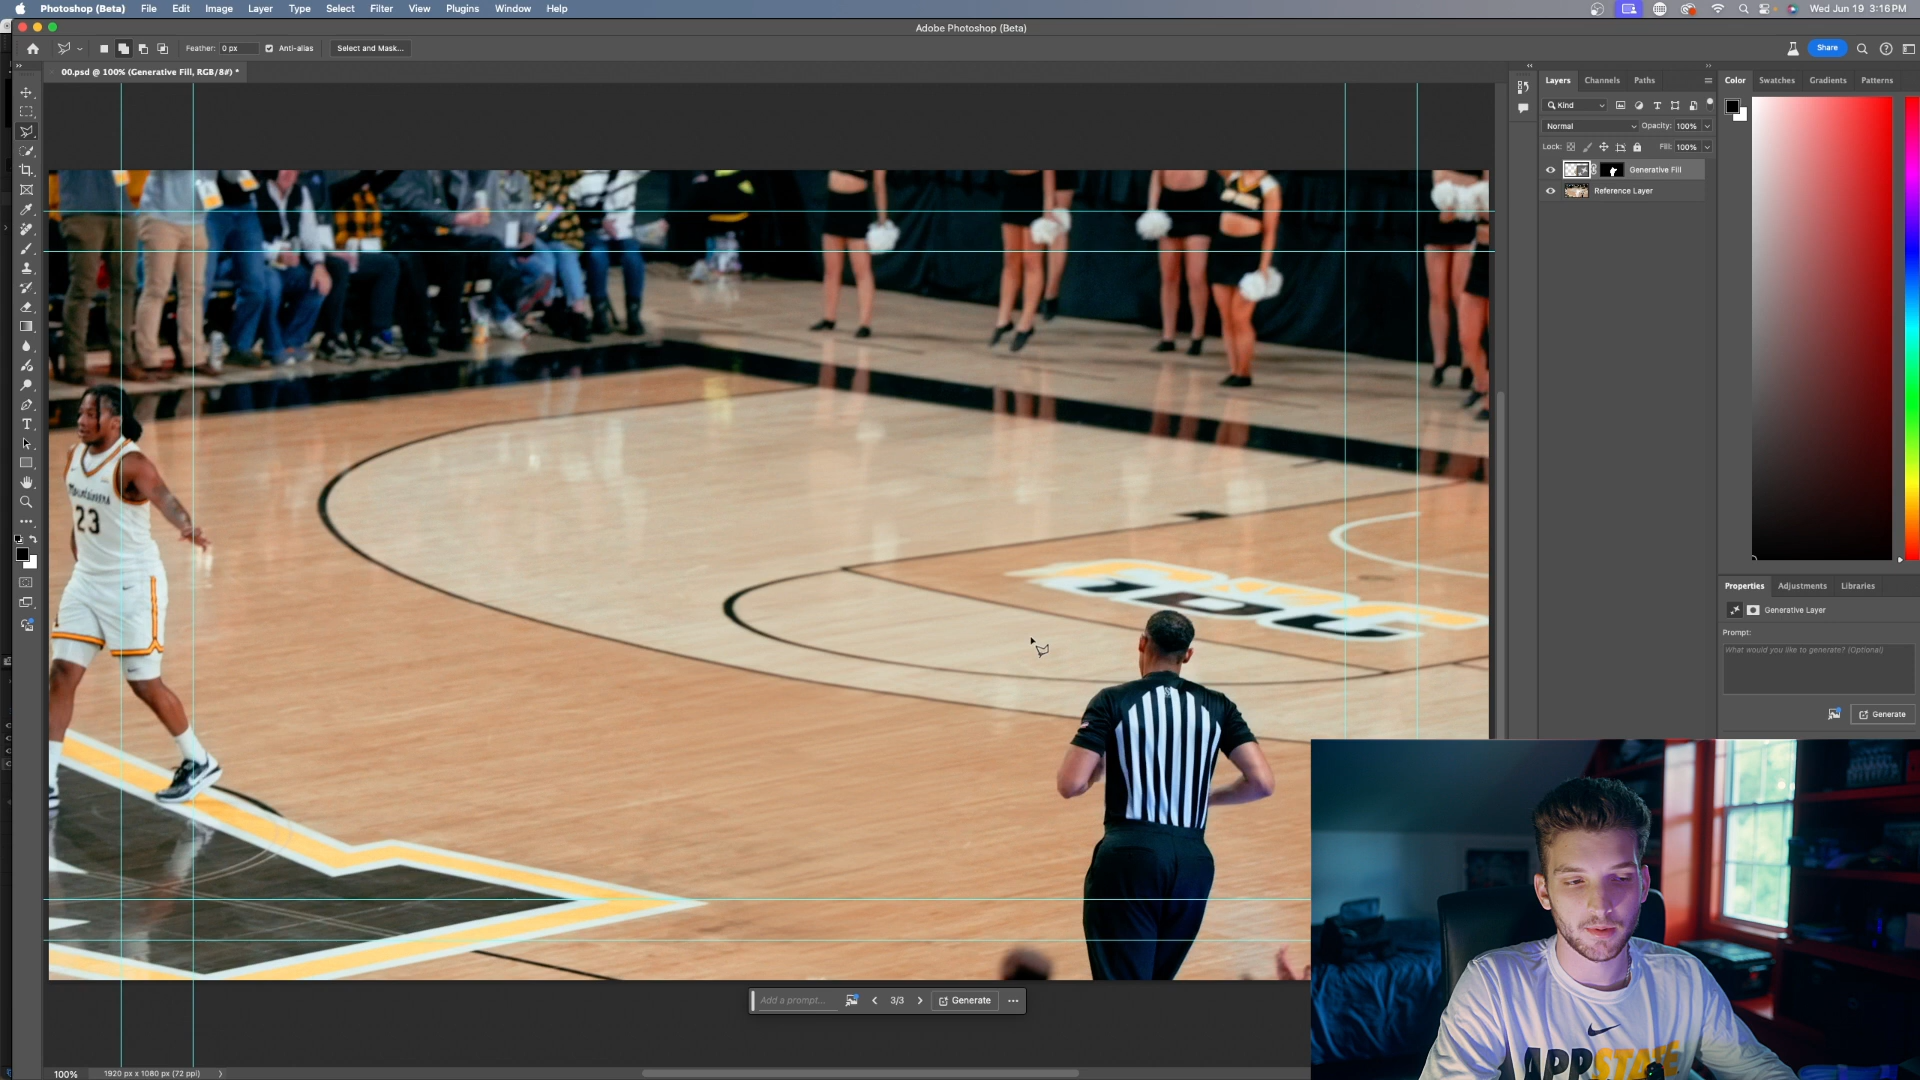 Photoshop (Beta) File Edit Image Layer Type Select Filter View Plugins Window Help
Wed Jun 19 3:16 PM
Adobe Photoshop (Beta)
Feather: 0 px Anti-alias Select and Mask...
Share
00.psd @ 100% (Generative Fill, RGB/8#) *
Layers Channels Paths
Color Swatches Gradients Patterns
Kind
Normal Opacity: 100%
Lock: Fill: 100%
Generative Fill
Reference Layer
Mountaineers
23
Properties Adjustments Libraries
Generative Layer
Prompt:
What would you like to generate? (Optional)
Generate
Add a prompt... 3/3 Generate
APPSTATE
100% 1920 px x 1080 px (72 ppi)